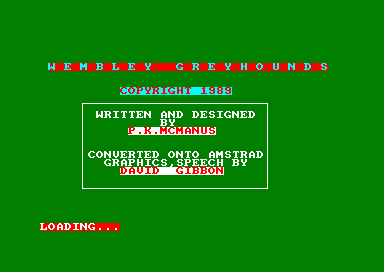 WEMBLEY GREYHOUNDS
COPYRIGHT 1989
WRITTEN AND DESIGNED
BY
P.K.MCMANUS
CONVERTED ONTO AMSTRAD
GRAPHICS,SPEECH BY
DAVID GIBBON
LOADING...